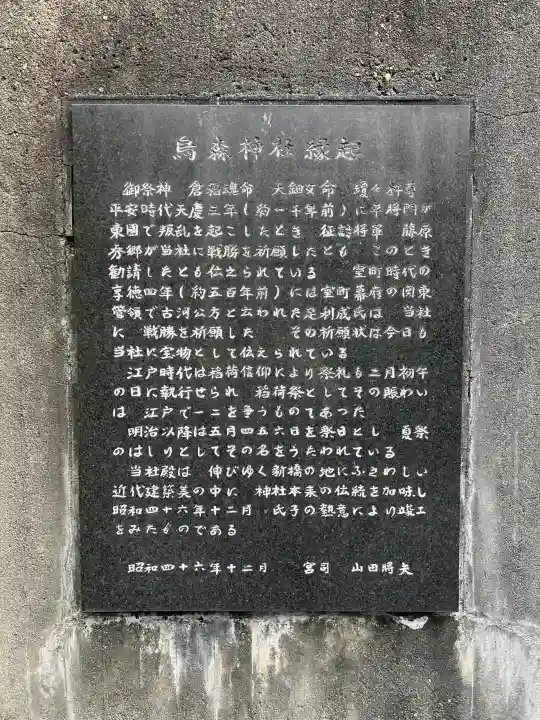 烏森神社縁起
御祭神 倉稲魂命 天鈿女命 瓊々杵尊
平安時代天慶三年(約一千年前)に平将門が
東国で叛乱を起こしたとき 征討将軍 藤原
秀郷が当社に戦勝を祈願したとも このとき
勧請したとも伝えられている 室町時代の
享徳四年(約五百年前)には室町幕府の関東
管領で古河公方と云われた足利成氏は 当社
に 戦勝を祈願した その祈願状は今日も
当社に宝物として伝えられている
江戸時代は稲荷信仰により祭礼も二月初午
の日に執行せられ 稲荷祭としてその賑わい
は 江戸で一二を争うものであった
明治以降は五月四五六日を祭日とし 夏祭
のはしりとしてその名をうたわれている
当社殿は 伸びゆく新橋の地にふさわしい
近代建築美の中に 神社本来の伝統を加味し
昭和四十六年十二月 氏子の熱意により竣工
をみたものである
昭和四十六年十二月 宮司 山田将夫